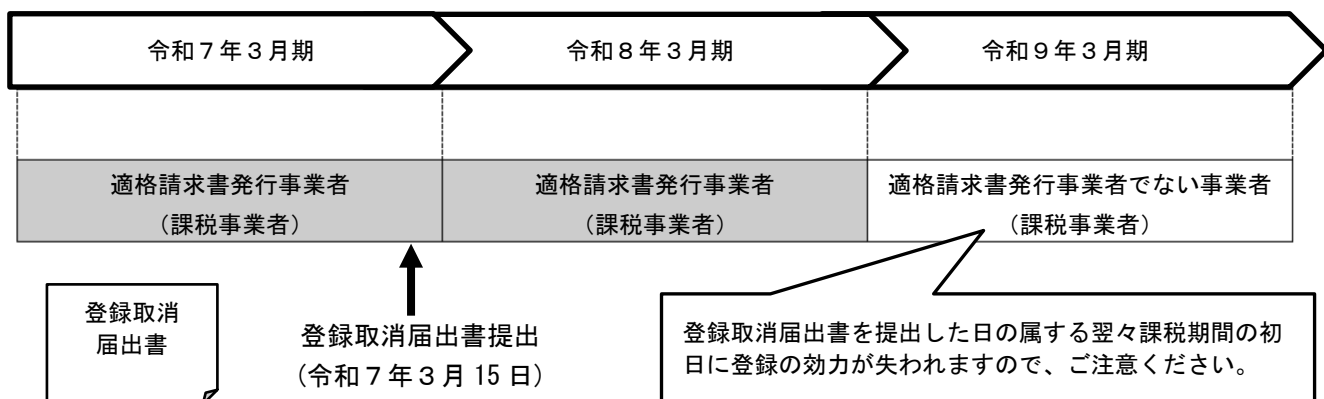 令和７年３月期
令和８年３月期
令和９年３月期
適格請求書発行事業者
（課税事業者）
適格請求書発行事業者
（課税事業者）
適格請求書発行事業者でない事業者
（課税事業者）
登録取消
届出書
登録取消届出書提出
（令和７年３月 15 日）
登録取消届出書を提出した日の属する翌々課税期間の初
日に登録の効力が失われますので、ご注意ください。